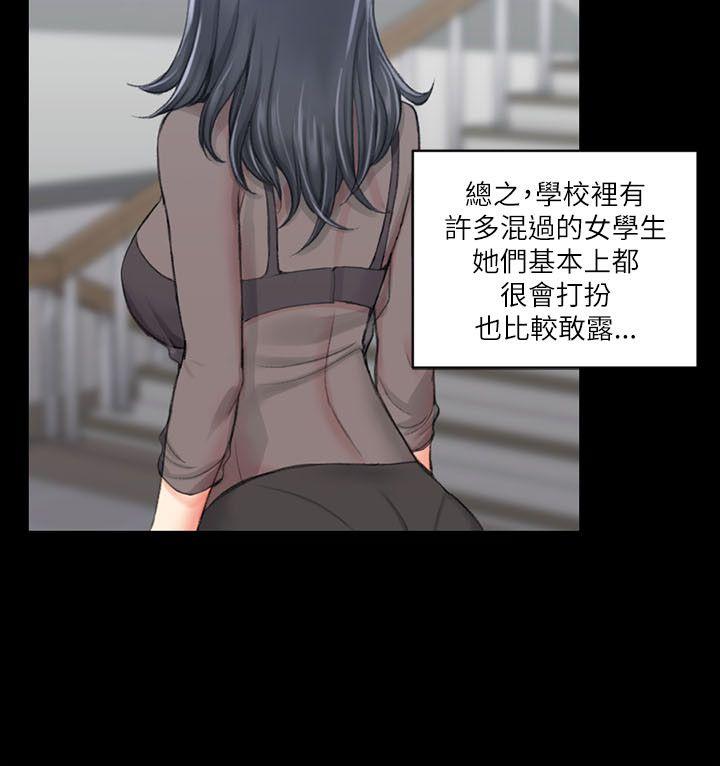 總之，學校裡有
許多混過的女學生
她們基本上都
很會打扮
也比較敢露...